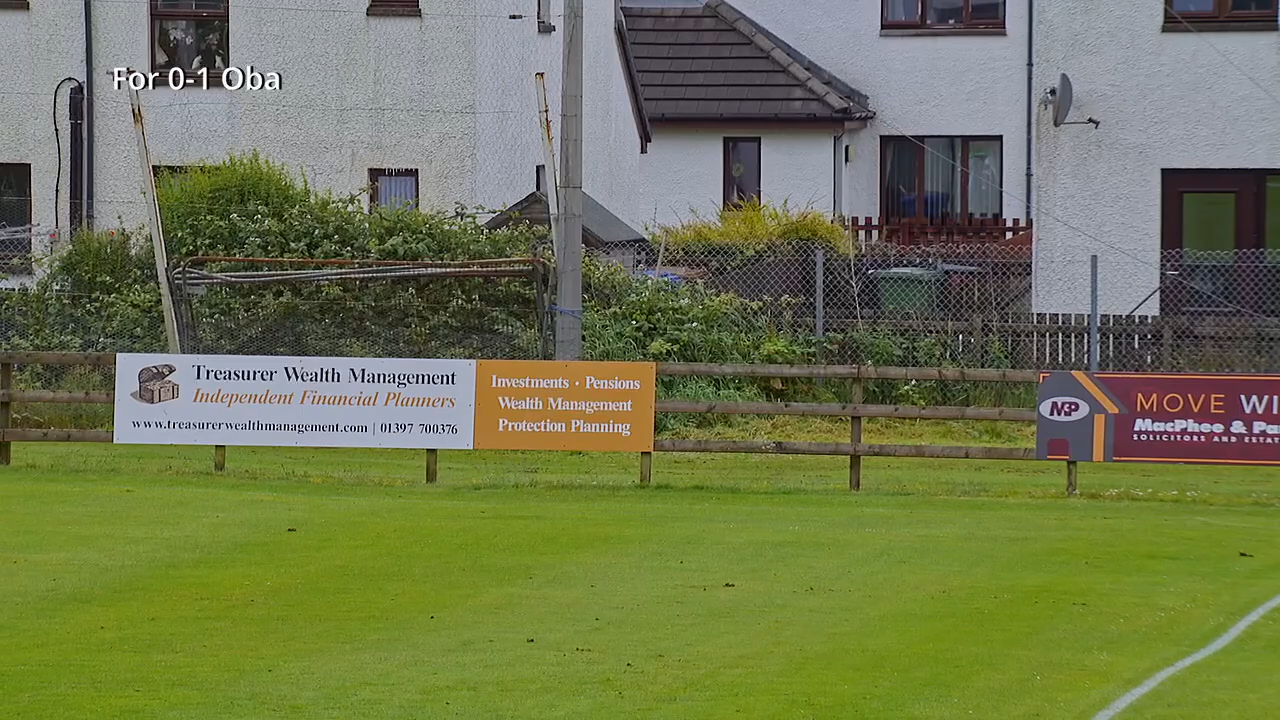 For 0-1 Oba
Treasurer Wealth Management
Independent Financial Planners
www.treasurerwealthmanagement.com | 01397 700376
Investments • Pensions
Wealth Management
Protection Planning
M&P
MOVE WI
MacPhee & Pa
SOLICITORS AND ESTAT